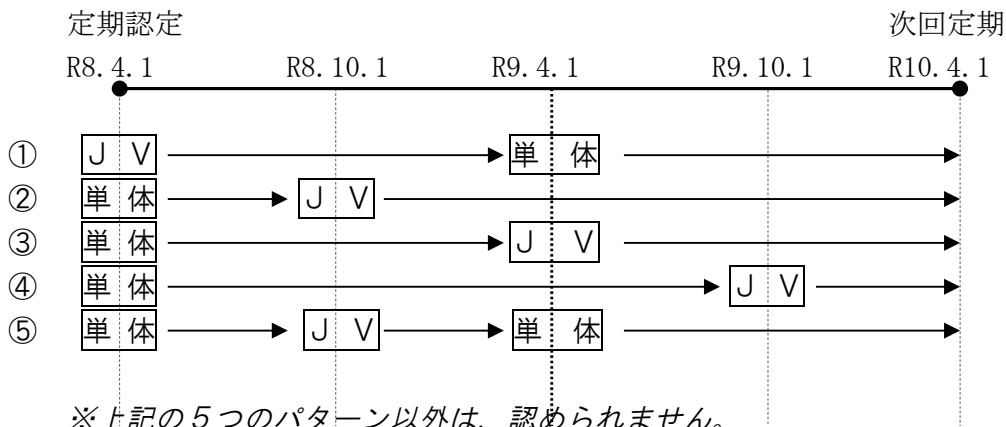 定期認定 次回定期
R8.4.1 R8.10.1 R9.4.1 R9.10.1 R10.4.1
① ＪＶ 単体
② 単体 ＪＶ
③ 単体 ＪＶ
④ 単体 ＪＶ
⑤ 単体 ＪＶ 単体
※上記の５つのパターン以外は、認められません。